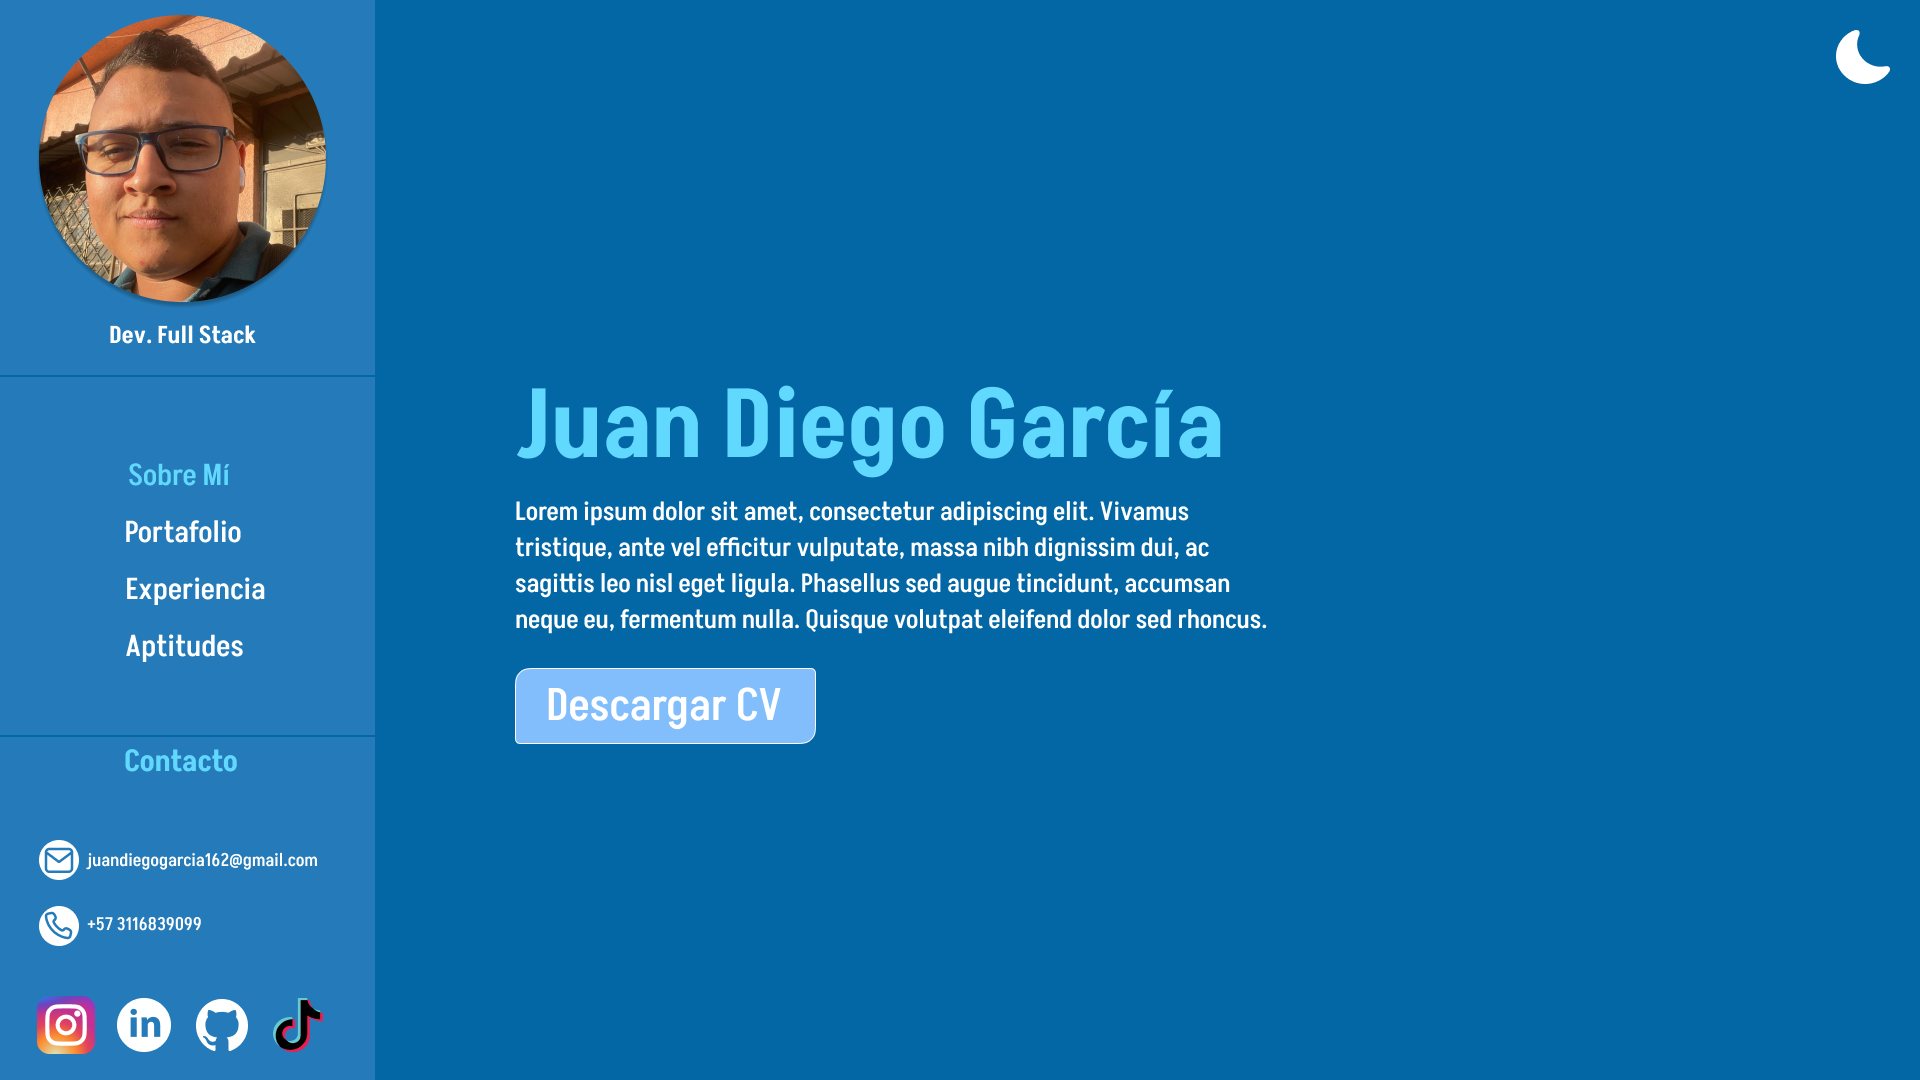 Dev. Full Stack
Sobre Mí
Portafolio
Experiencia
Aptitudes
Contacto
juandiegogarcia162@gmail.com
+57 3116839099
in
Juan Diego García
Lorem ipsum dolor sit amet, consectetur adipiscing elit. Vivamus
tristique, ante vel efficitur vulputate, massa nibh dignissim dui, ac
sagittis leo nisl eget ligula. Phasellus sed augue tincidunt, accumsan
neque eu, fermentum nulla. Quisque volutpat eleifend dolor sed rhoncus.
Descargar CV